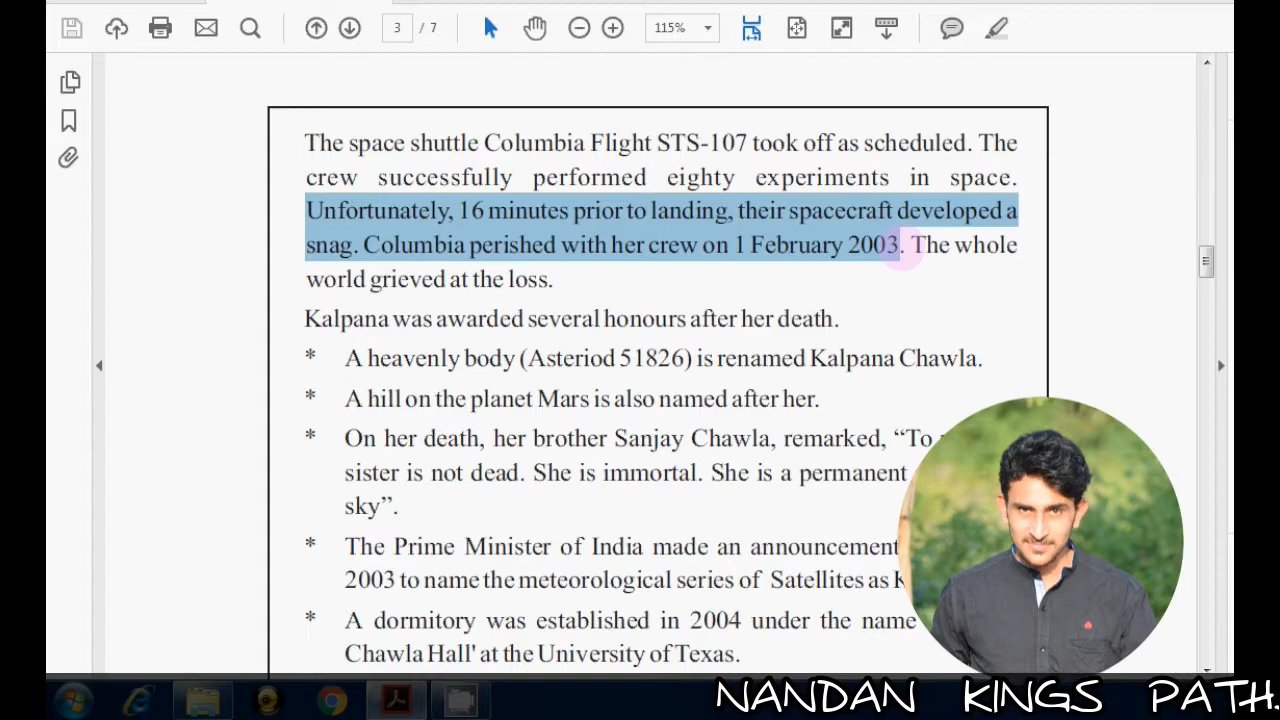 3 / 7
115%
The space shuttle Columbia Flight STS-107 took off as scheduled. The
crew successfully performed eighty experiments in space.
Unfortunately, 16 minutes prior to landing, their spacecraft developed a
snag. Columbia perished with her crew on 1 February 2003. The whole
world grieved at the loss.
Kalpana was awarded several honours after her death.
* A heavenly body (Asteriod 51826) is renamed Kalpana Chawla.
* A hill on the planet Mars is also named after her.
* On her death, her brother Sanjay Chawla, remarked, “To
sister is not dead. She is immortal. She is a permanent
sky”.
* The Prime Minister of India made an announcement
2003 to name the meteorological series of Satellites as
* A dormitory was established in 2004 under the name
Chawla Hall' at the University of Texas.
NANDAN KINGS PATH.